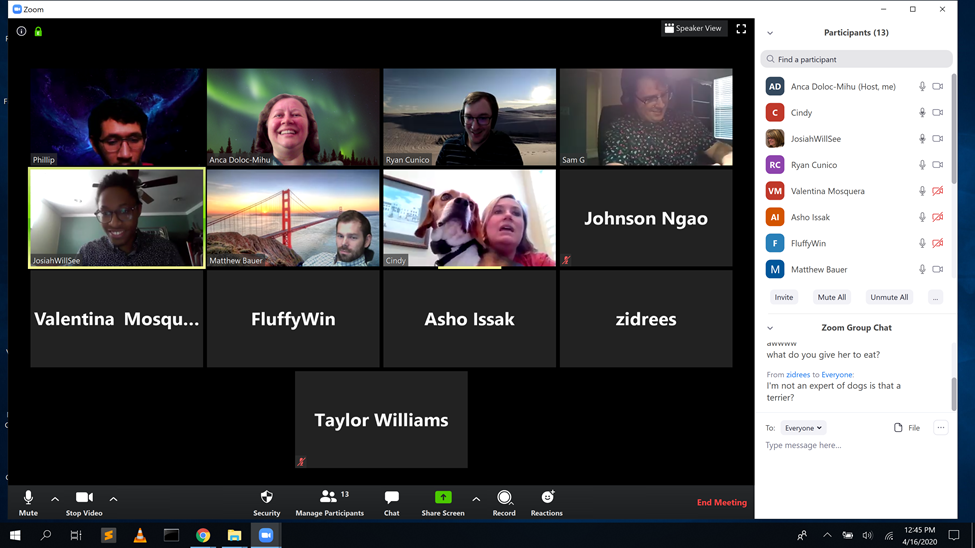 Zoom
Speaker View
Phillip
Anca Doloc-Mihu
Ryan Cunico
Sam G
JosiahWillSee
Matthew Bauer
Cindy
Johnson Ngao
Valentina Mosqu...
FluffyWin
Asho Issak
zidrees
Taylor Williams
Participants (13)
Find a participant
AD Anca Doloc-Mihu (Host, me)
C Cindy
JosiahWillSee
RC Ryan Cunico
VM Valentina Mosquera
AI Asho Issak
F FluffyWin
M Matthew Bauer
Invite Mute All Unmute All ...
Zoom Group Chat
awwww
what do you give her to eat?
From zidrees to Everyone:
I'm not an expert of dogs is that a
terrier?
To: Everyone File ...
Type message here...
13
Mute Stop Video Security Manage Participants Chat Share Screen Record Reactions End Meeting
12:45 PM
4/16/2020